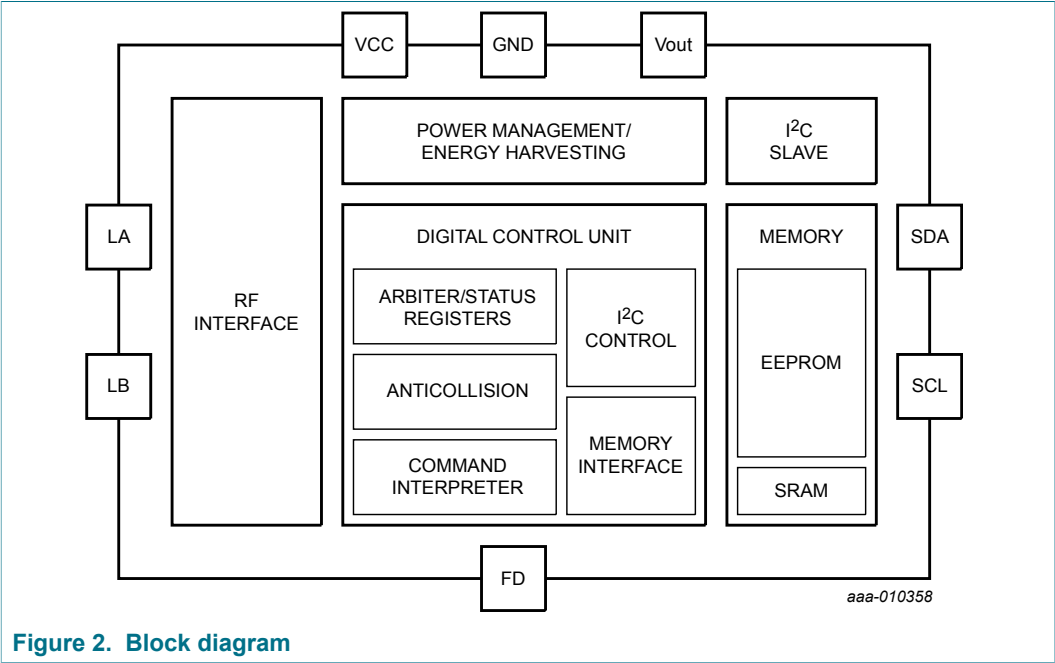 VCC
GND
Vout
POWER MANAGEMENT/
ENERGY HARVESTING
I²C
SLAVE
LA
LB
RF
INTERFACE
DIGITAL CONTROL UNIT
ARBITER/STATUS
REGISTERS
ANTICOLLISION
COMMAND
INTERPRETER
I²C
CONTROL
MEMORY
INTERFACE
MEMORY
EEPROM
SRAM
SDA
SCL
FD
aaa-010358
Figure 2. Block diagram